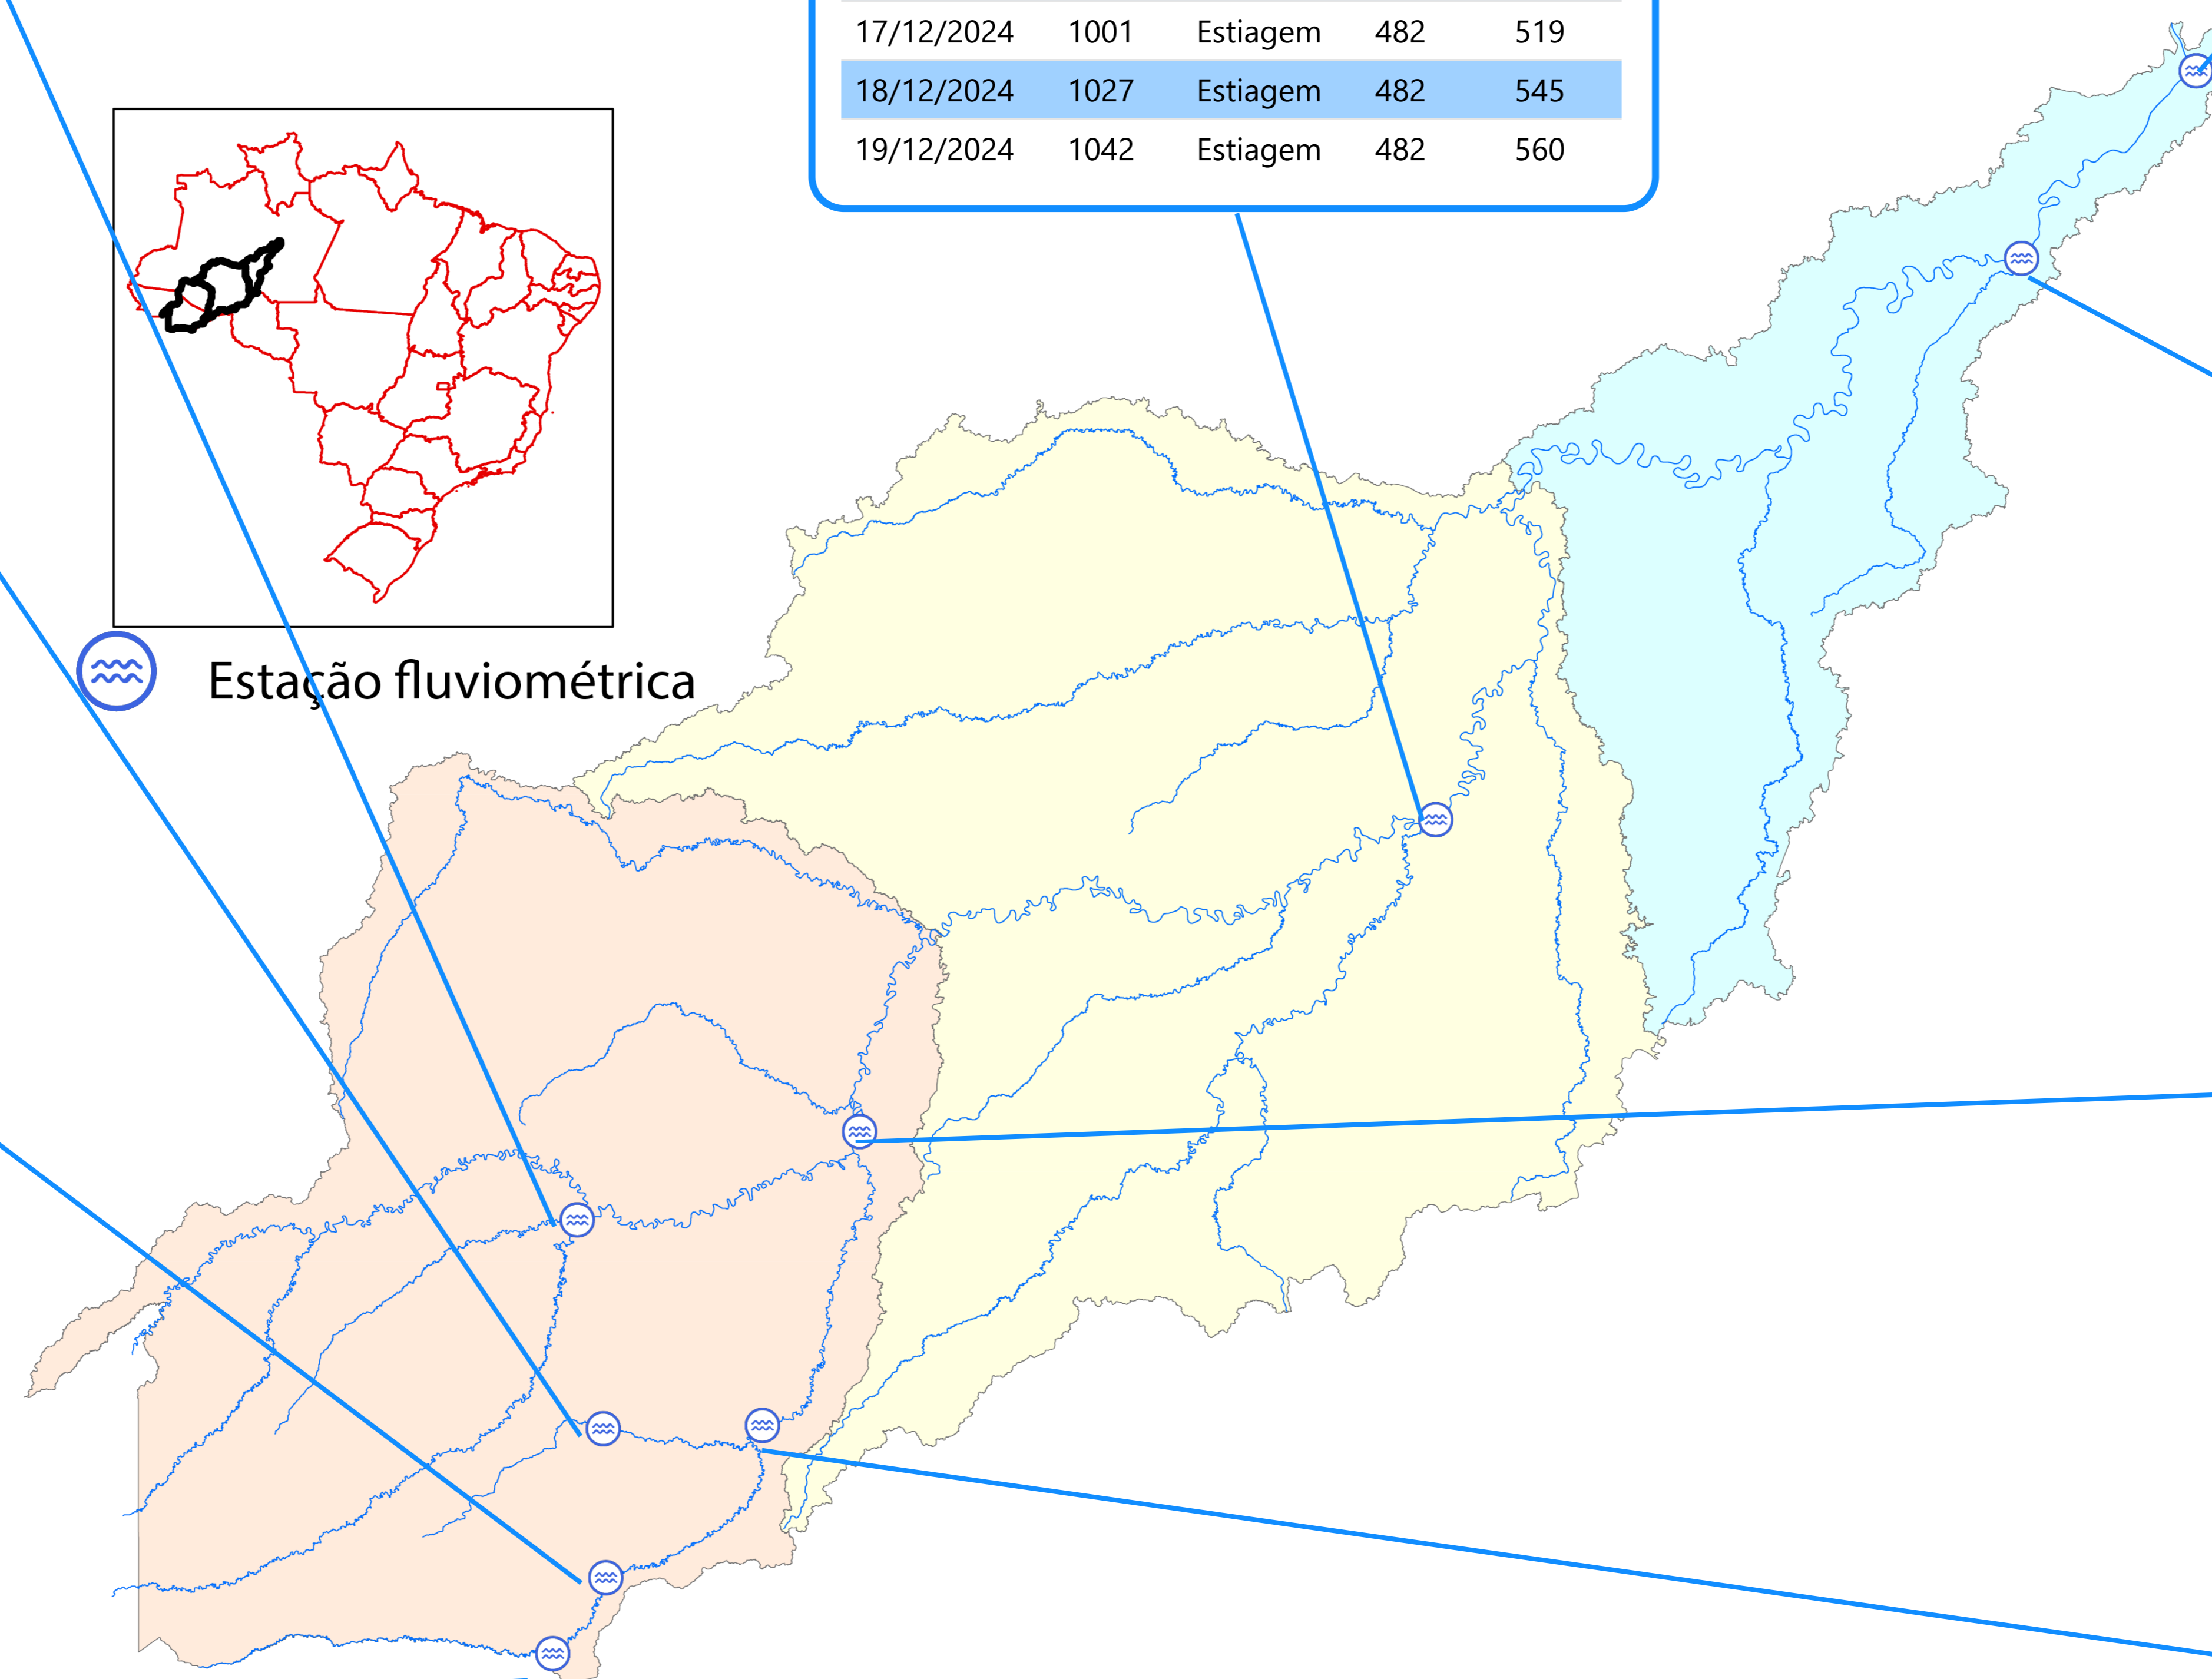 17/12/2024 1001 Estiagem 482 519
18/12/2024 1027 Estiagem 482 545
19/12/2024 1042 Estiagem 482 560
Estação fluviométrica